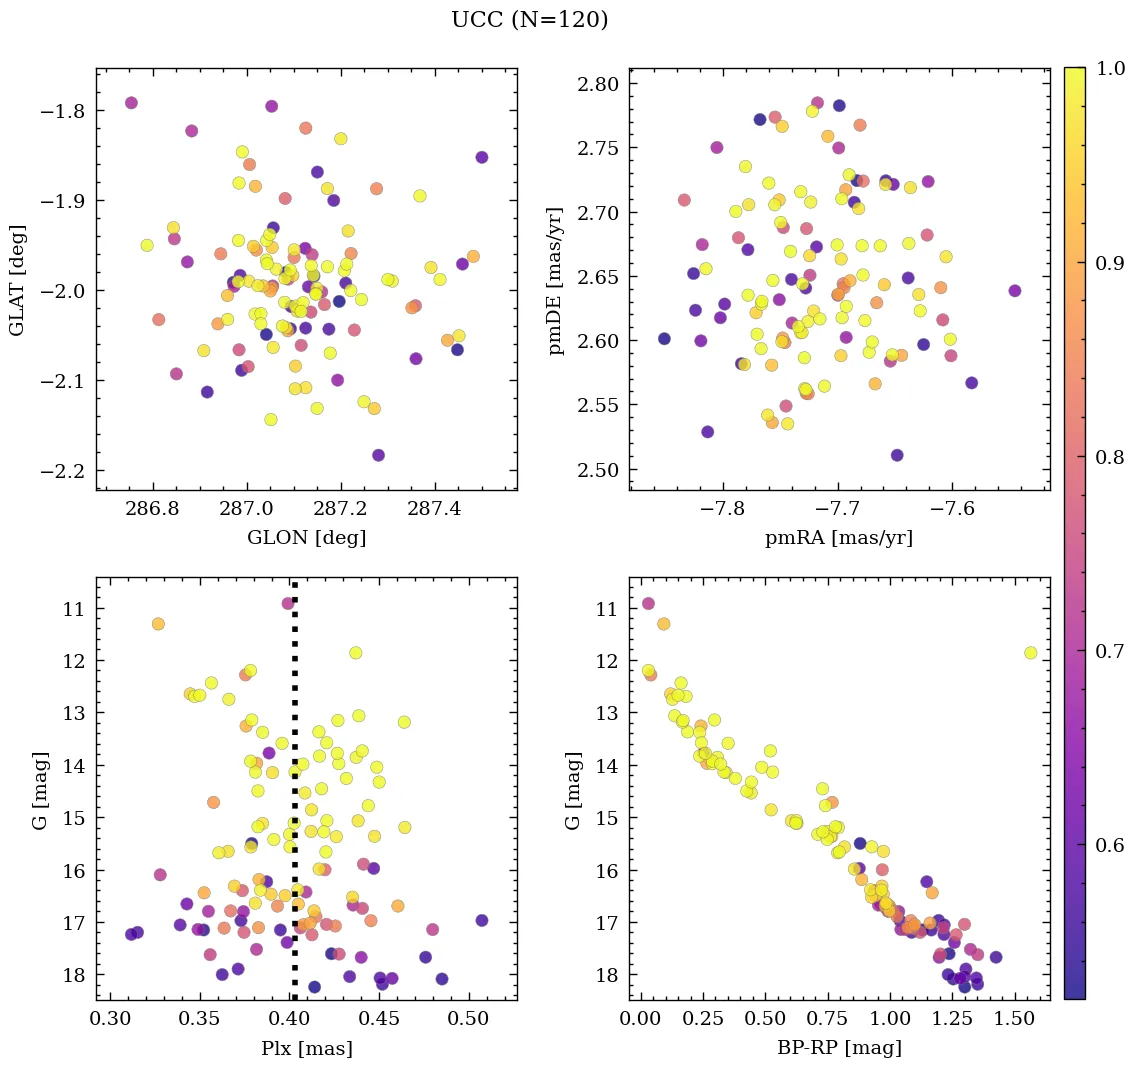 UCC (N=120)
−1.8
−1.9
−2.0
−2.1
−2.2
GLAT [deg]
286.8 287.0 287.2 287.4
GLON [deg]
2.80
2.75
2.70
2.65
2.60
2.55
2.50
pmDE [mas/yr]
−7.8 −7.7 −7.6
pmRA [mas/yr]
11
12
13
14
15
16
17
18
G [mag]
0.30 0.35 0.40 0.45 0.50
Plx [mas]
11
12
13
14
15
16
17
18
G [mag]
0.00 0.25 0.50 0.75 1.00 1.25 1.50
BP-RP [mag]
1.0
0.9
0.8
0.7
0.6